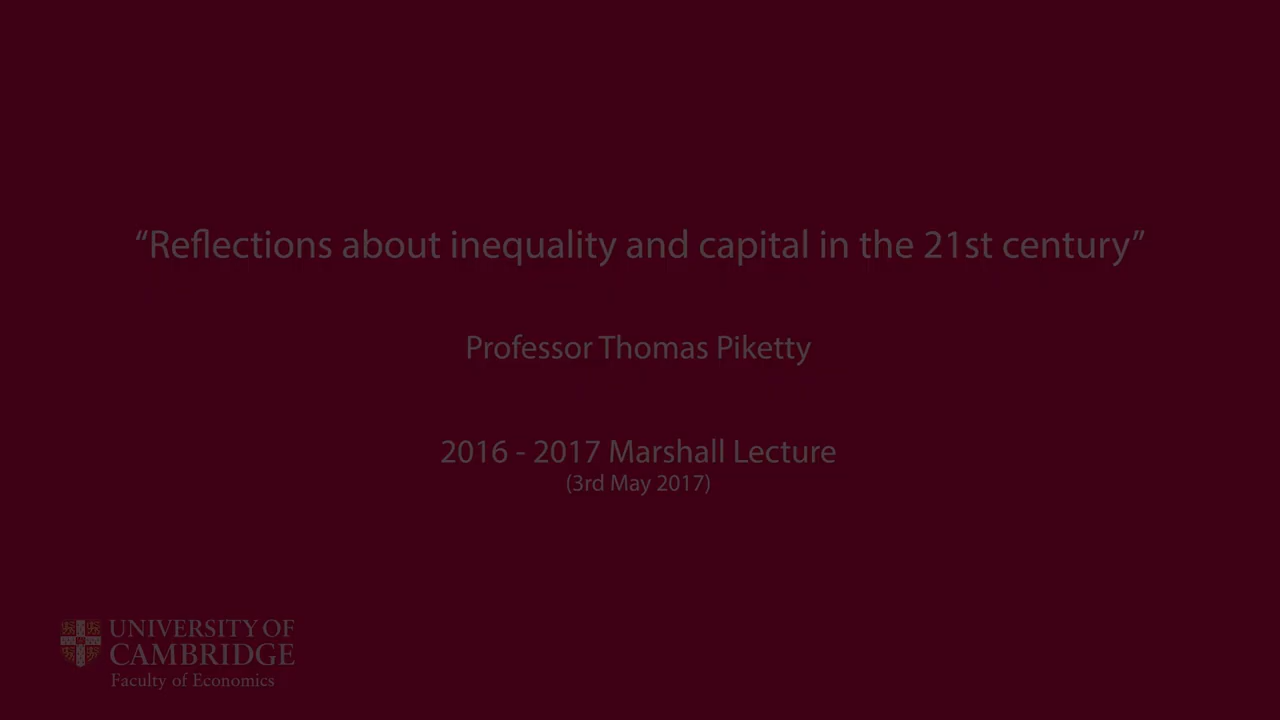 “Reflections about inequality and capital in the 21st century”
Professor Thomas Piketty
2016 - 2017 Marshall Lecture
(3rd May 2017)
UNIVERSITY OF
CAMBRIDGE
Faculty of Economics